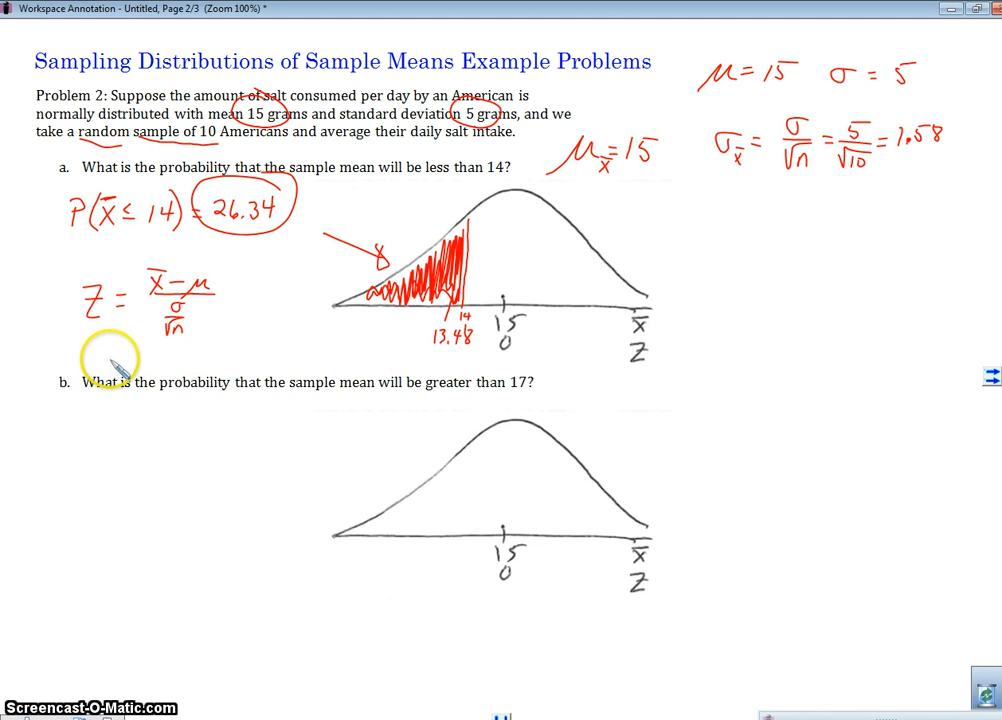 Workspace Annotation - Untitled, Page 2/3 (Zoom 100%) *
Sampling Distributions of Sample Means Example Problems
μ = 15 σ = 5
Problem 2: Suppose the amount of salt consumed per day by an American is
normally distributed with mean 15 grams and standard deviation 5 grams, and we
take a random sample of 10 Americans and average their daily salt intake.
μx̄ = 15
σx̄ = σ/√n = 5/√10 = 1.58
a. What is the probability that the sample mean will be less than 14?
P(x̄ ≤ 14) = 26.34
Z = (x̄ - μ)/(σ/√n)
14
13.48
15
0
x̄
Z
b. What is the probability that the sample mean will be greater than 17?
15
0
x̄
Z
Screencast-O-Matic.com